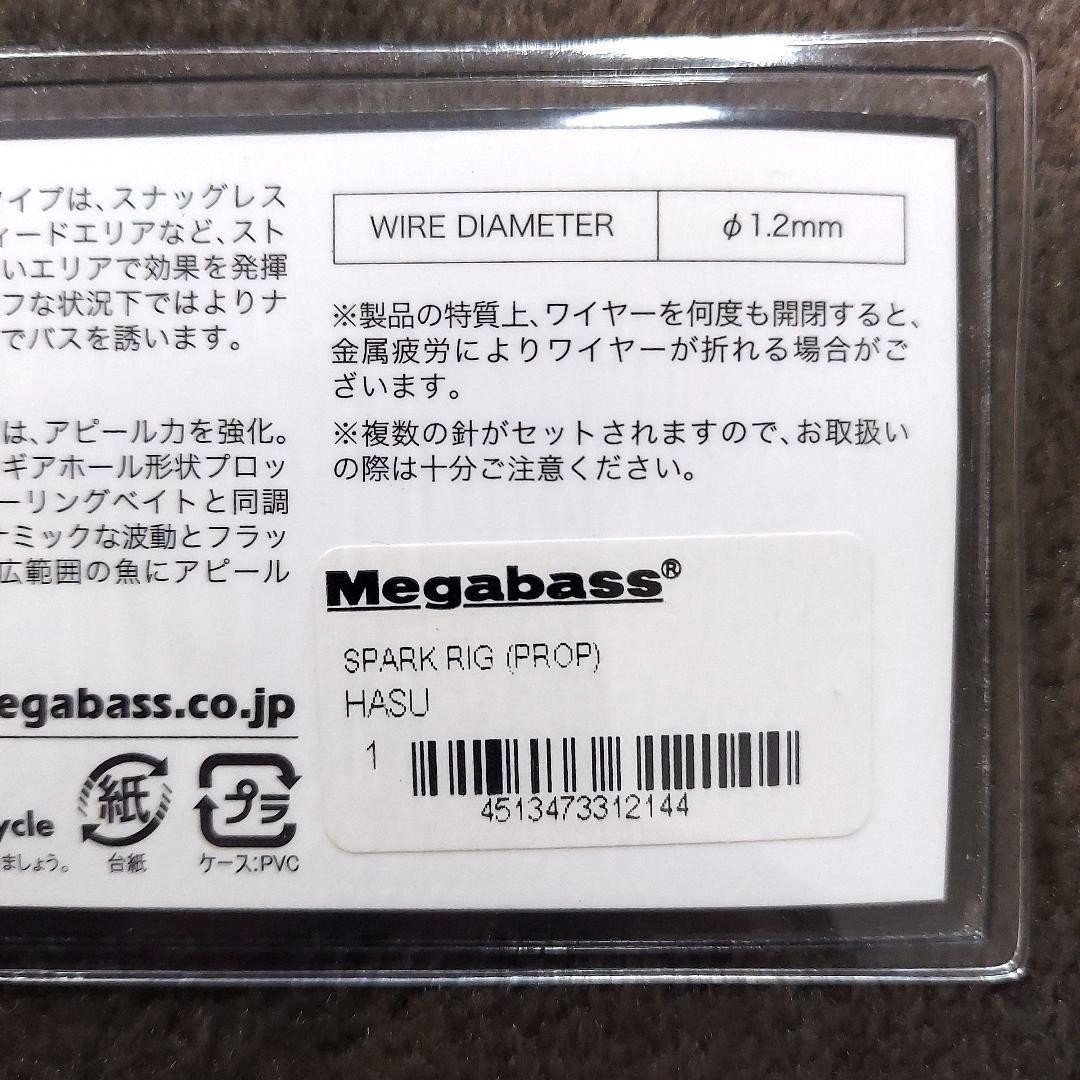 イプは、スナッグレス
ィードエリアなど、スト
いエリアで効果を発揮
フな状況下ではよりナ
でバスを誘います。
は、アピール力を強化。
ギアホール形状プロッ
ーリングベイトと同調
ナミックな波動とフラッ
広範囲の魚にアピール
egabass.co.jp
ycle
ましょう。
紙
台紙
プラ
ケース:PVC
WIRE DIAMETER φ1.2mm
※製品の特質上、ワイヤーを何度も開閉すると、
金属疲労によりワイヤーが折れる場合がご
ざいます。
※複数の針がセットされますので、お取扱い
の際は十分ご注意ください。
Megabass®
SPARK RIG (PROP)
HASU
1
4513473312144